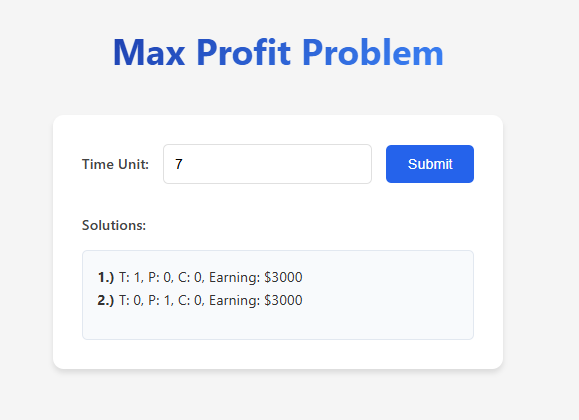 Max Profit Problem
Time Unit: 7 Submit
Solutions:
1.) T: 1, P: 0, C: 0, Earning: $3000
2.) T: 0, P: 1, C: 0, Earning: $3000